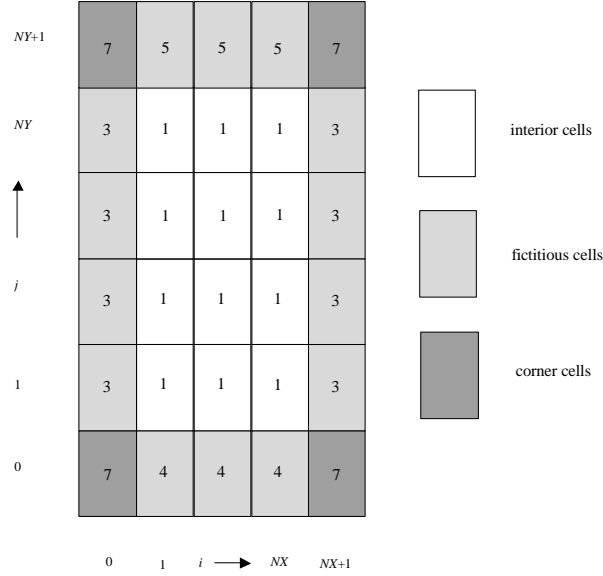 NY+1 7 5 5 5 7
NY 3 1 1 1 3
3 1 1 1 3
j 3 1 1 1 3
1 3 1 1 1 3
0 7 4 4 4 7
0 1 i NX NX+1
interior cells
fictitious cells
corner cells